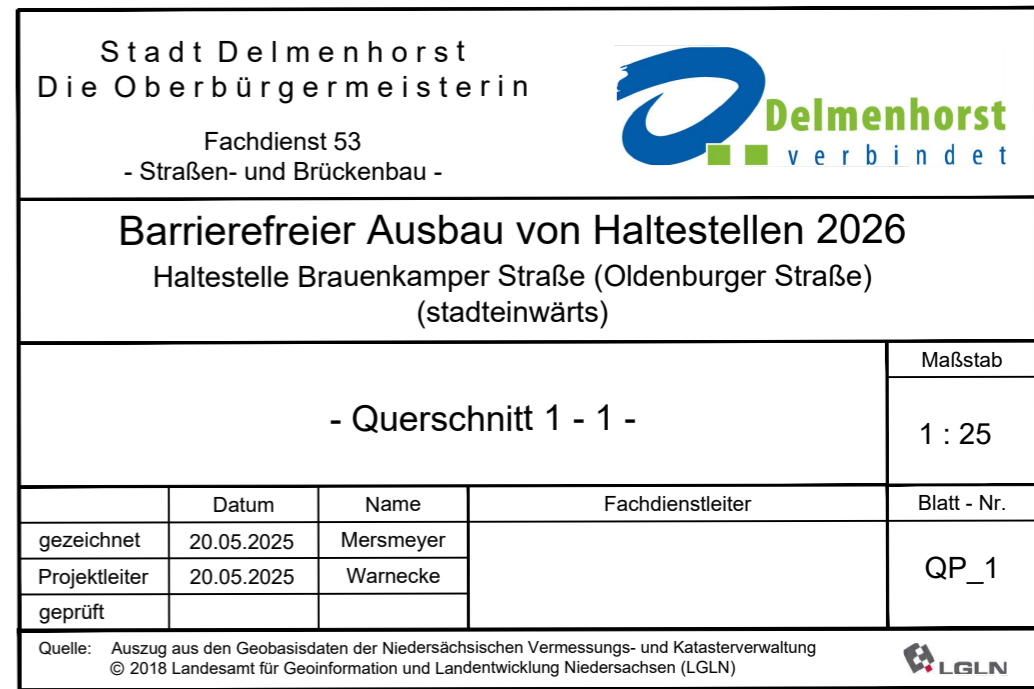 Stadt Delmenhorst
Die Oberbürgermeisterin
Fachdienst 53
- Straßen- und Brückenbau -
Delmenhorst
verbindet
Barrierefreier Ausbau von Haltestellen 2026
Haltestelle Brauenkamper Straße (Oldenburger Straße)
(stadteinwärts)
- Querschnitt 1 - 1 -
Maßstab
1 : 25
Datum Name Fachdienstleiter Blatt - Nr.
gezeichnet 20.05.2025 Mersmeyer
Projektleiter 20.05.2025 Warnecke
geprüft
QP_1
Quelle: Auszug aus den Geobasisdaten der Niedersächsischen Vermessungs- und Katasterverwaltung
© 2018 Landesamt für Geoinformation und Landentwicklung Niedersachsen (LGLN)
LGLN